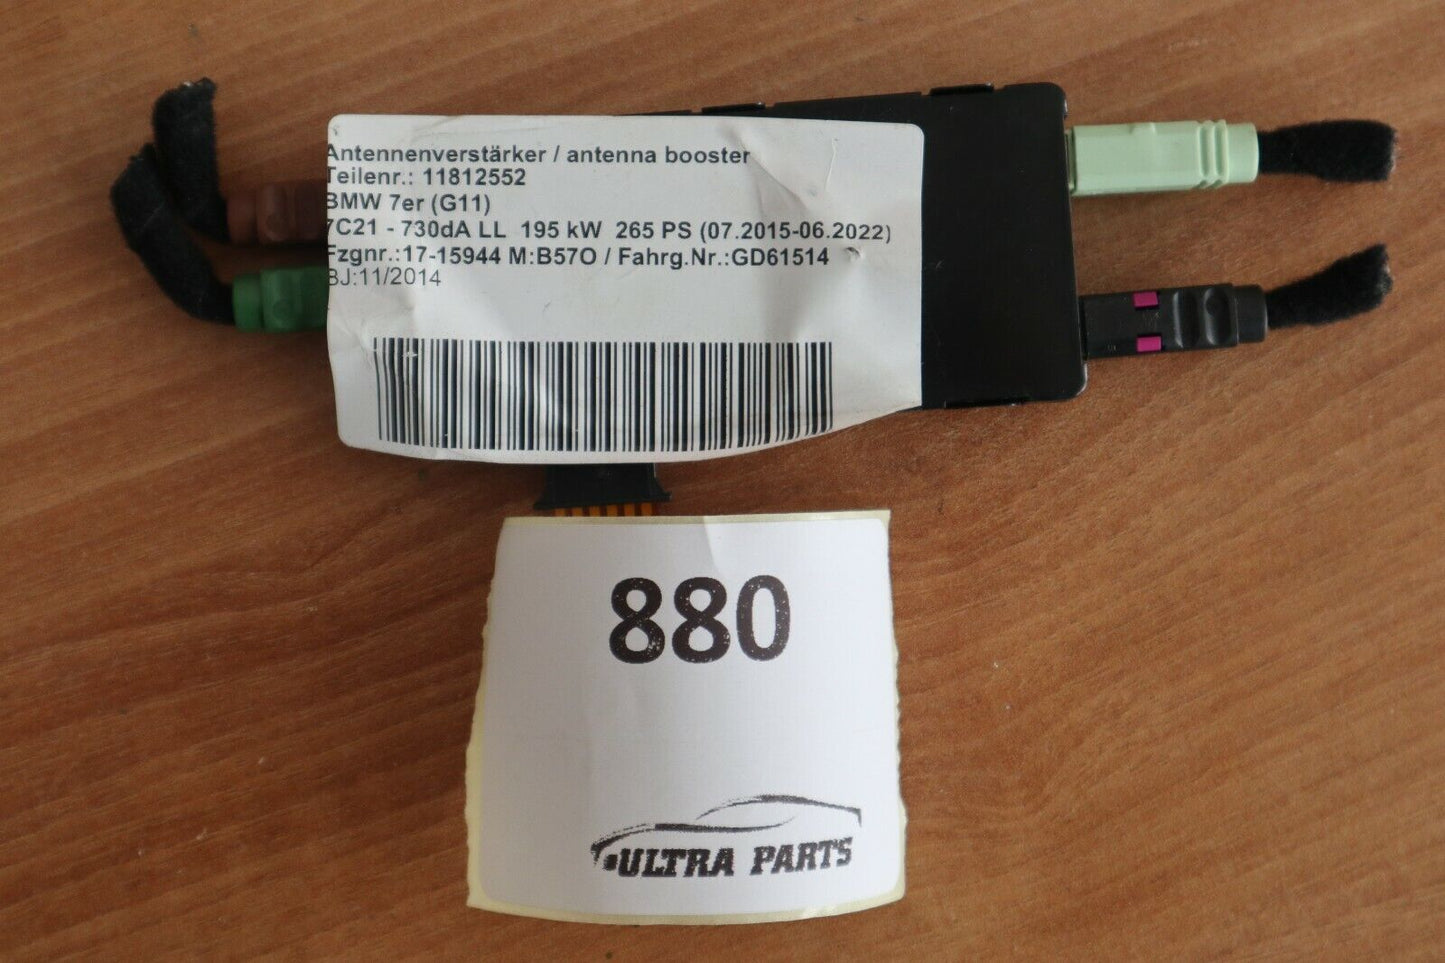 Antennenverstärker / antenna booster
Teilenr.: 11812552
BMW 7er (G11)
7C21 - 730dA LL 195 kW 265 PS (07.2015-06.2022)
Fzgnr.:17-15944 M:B57O / Fahrg.Nr.:GD61514
BJ:11/2014
880
ULTRA PARTS